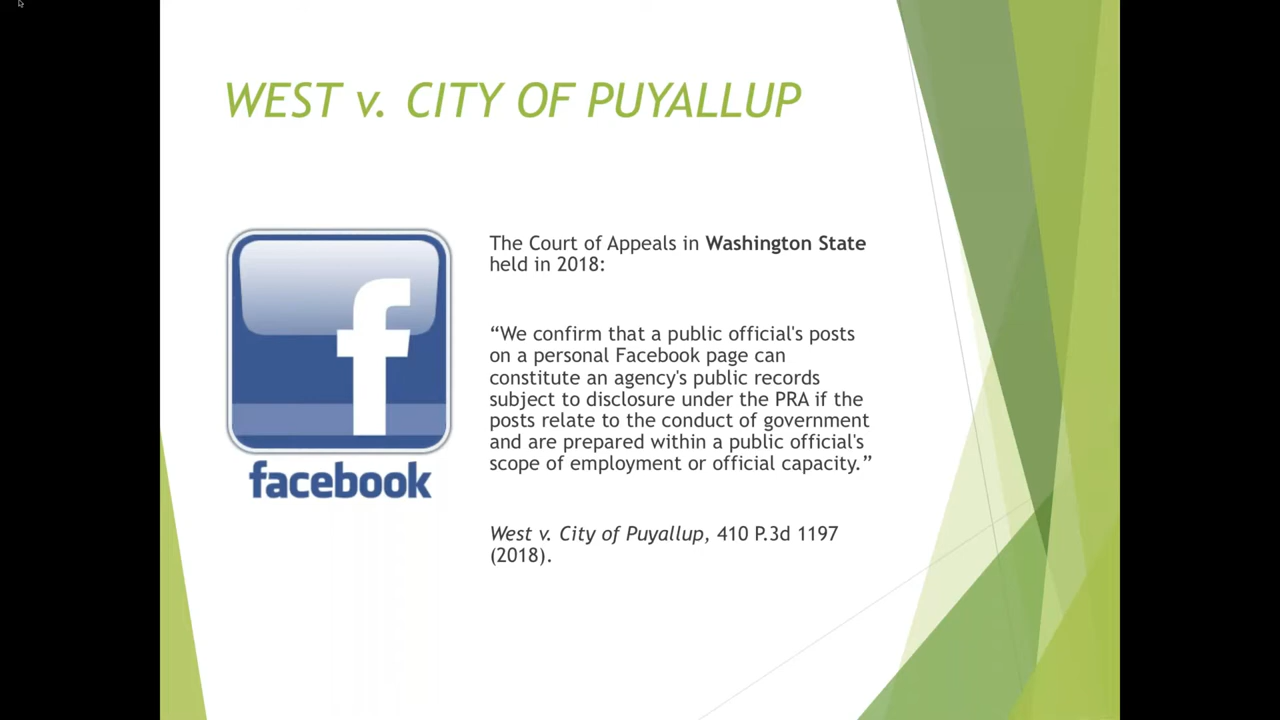 WEST v. CITY OF PUYALLUP
f
facebook
The Court of Appeals in Washington State
held in 2018:
“We confirm that a public official's posts
on a personal Facebook page can
constitute an agency's public records
subject to disclosure under the PRA if the
posts relate to the conduct of government
and are prepared within a public official's
scope of employment or official capacity.”
West v. City of Puyallup, 410 P.3d 1197
(2018).